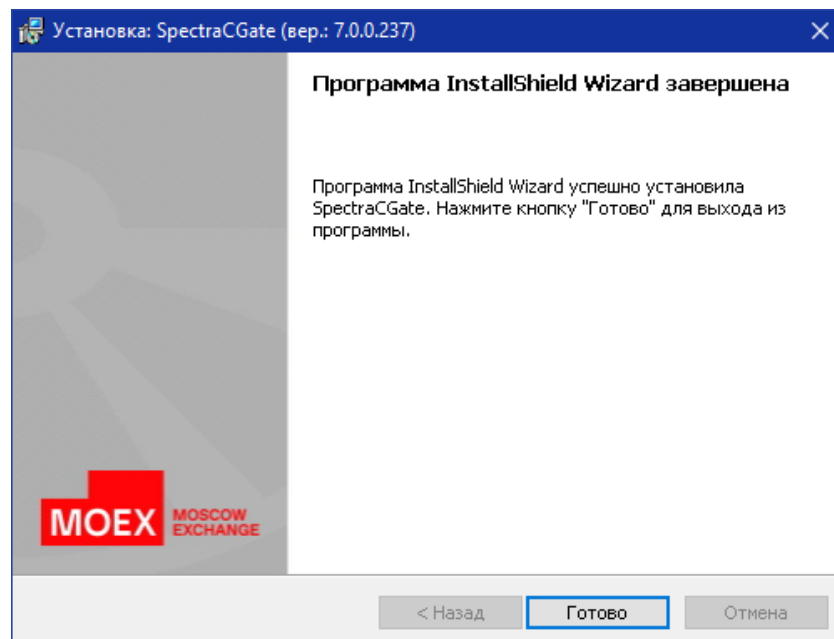 Установка: SpectraCGate (вер.: 7.0.0.237)
Программа InstallShield Wizard завершена
Программа InstallShield Wizard успешно установила
SpectraCGate. Нажмите кнопку "Готово" для выхода из
программы.
MOEX MOSCOW
EXCHANGE
< Назад Готово Отмена